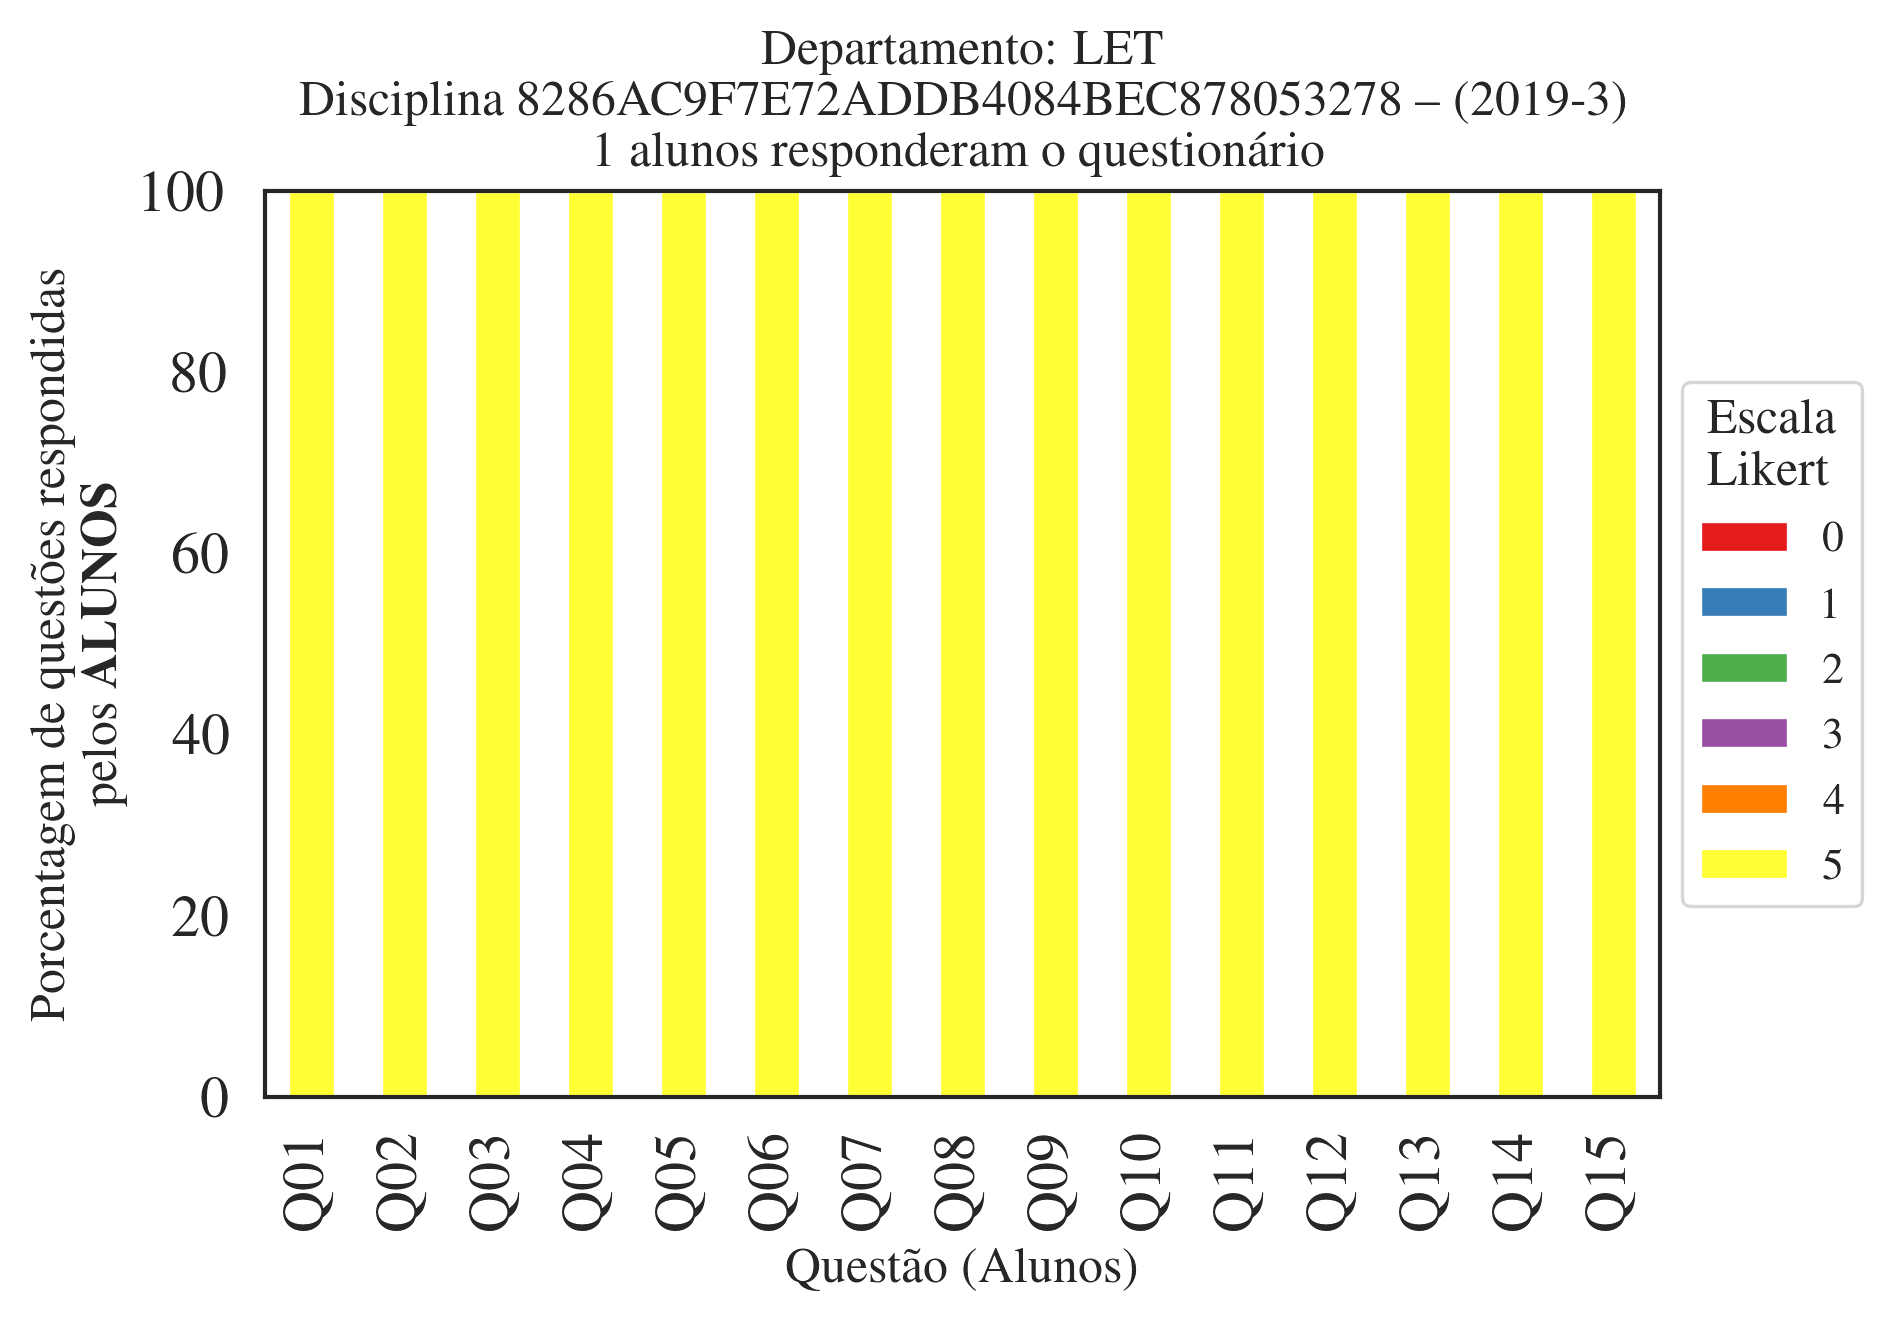 Departamento: LET
Disciplina 8286AC9F7E72ADDB4084BEC878053278 – (2019-3)
1 alunos responderam o questionário
Porcentagem de questões respondidas
pelos ALUNOS
100
80
60
40
20
0
Q01
Q02
Q03
Q04
Q05
Q06
Q07
Q08
Q09
Q10
Q11
Q12
Q13
Q14
Q15
Questão (Alunos)
Escala
Likert
0
1
2
3
4
5